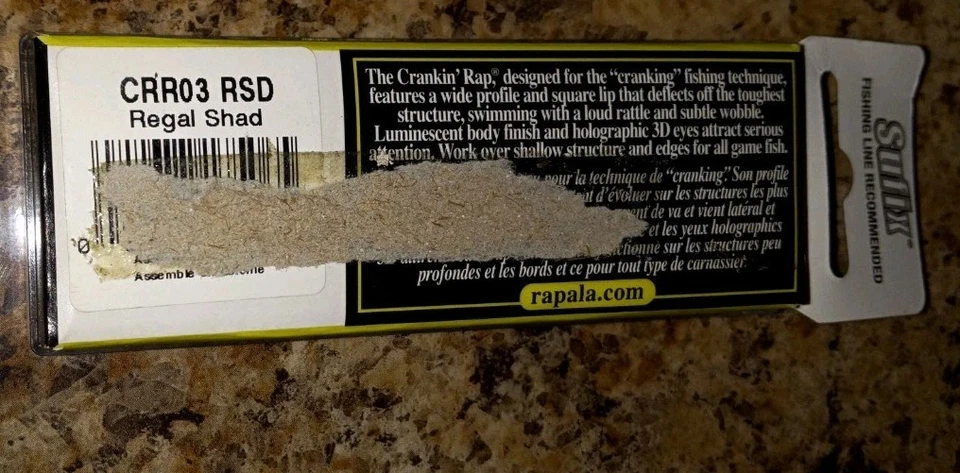 CRR03 RSD
Regal Shad
0
Assemble
The Crankin' Rap,® designed for the "cranking" fishing technique,
features a wide profile and square lip that deflects off the toughest
structure, swimming with a loud rattle and subtle wobble.
Luminescent body finish and holographic 3D eyes attract serious
attention. Work over shallow structure and edges for all game fish.
pour la technique de "cranking." Son profile
d'évoluer sur les structures les plus
de va et vient latéral et
et les yeux holographics
sur les structures peu
profondes et les bords et ce pour tout type de carnassier.
rapala.com
Sufix
FISHING LINE RECOMMENDED